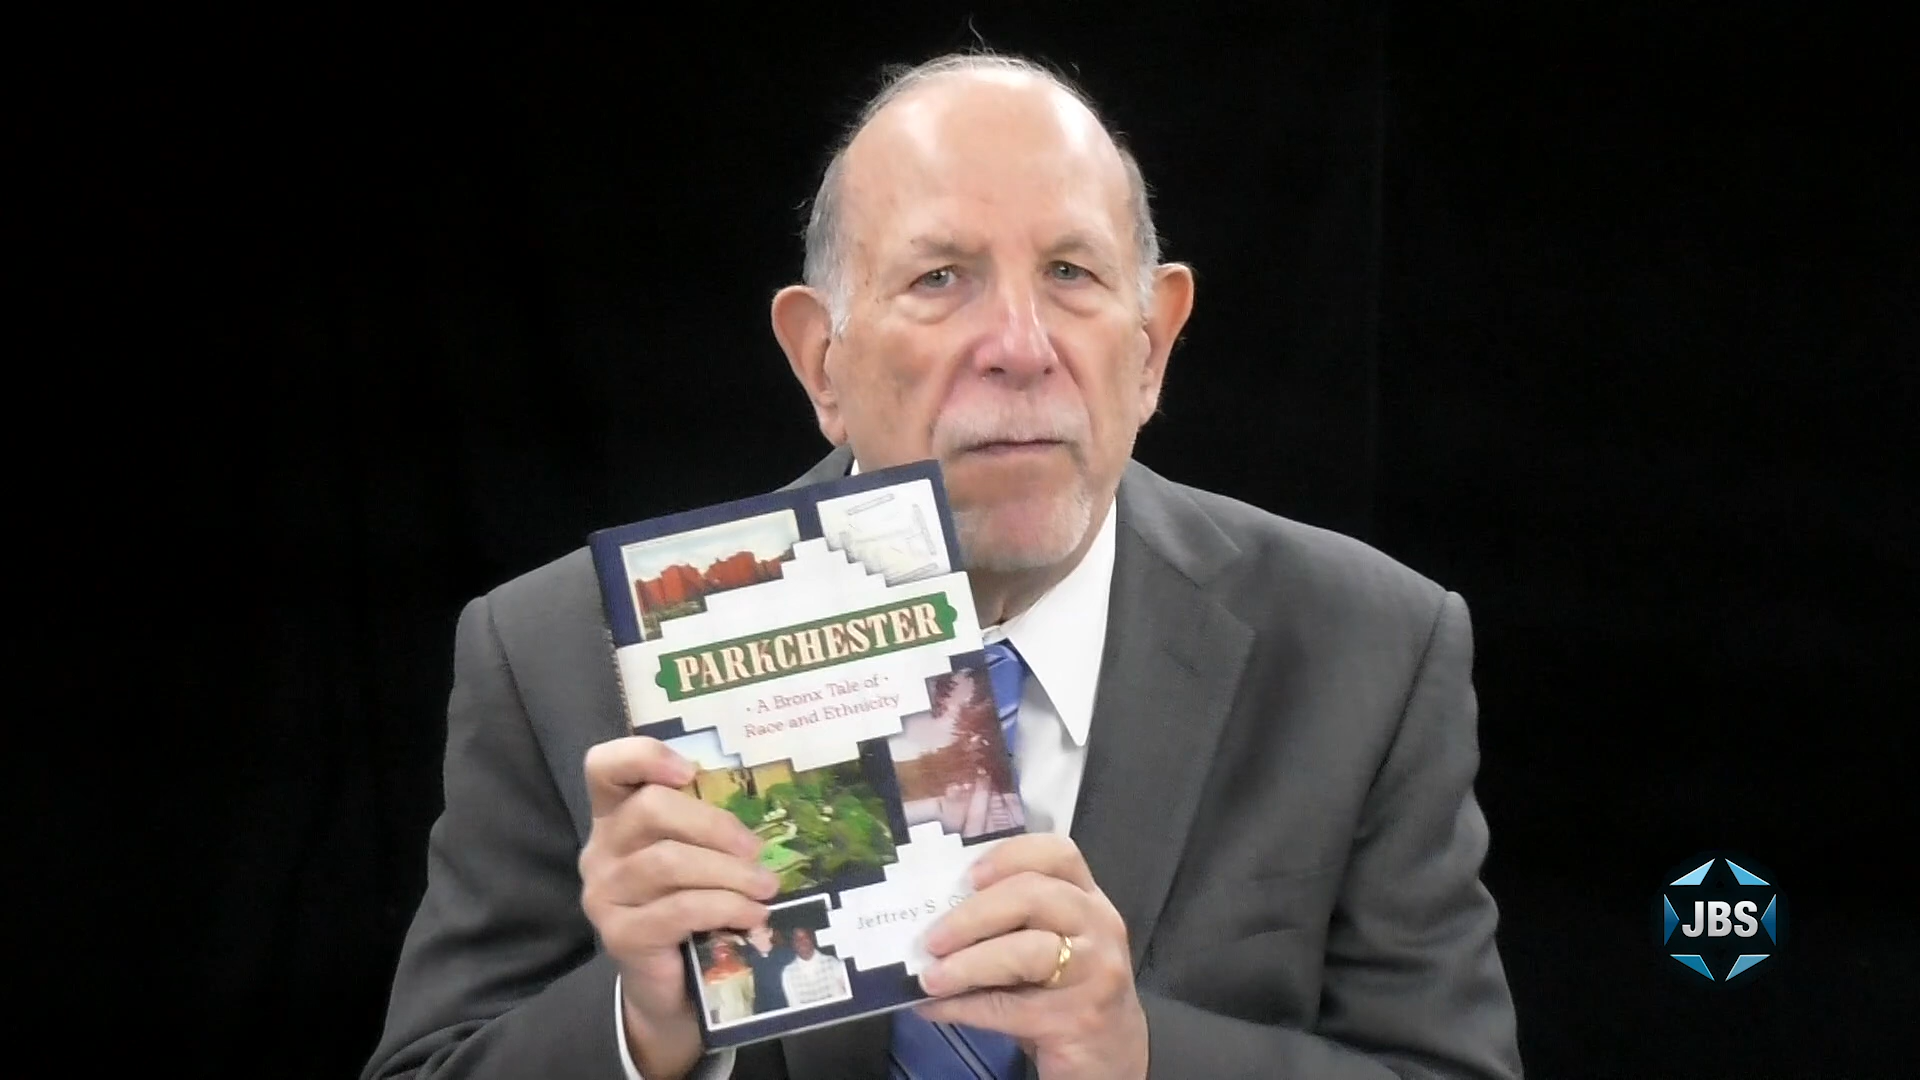 PARKCHESTER
• A Bronx Tale of •
Race and Ethnicity
Jeffrey S. G
JBS